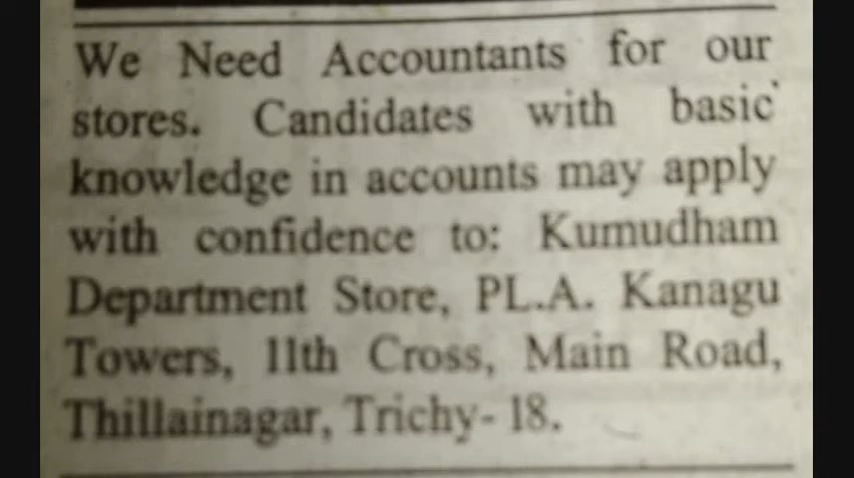 We Need Accountants for our
stores. Candidates with basic
knowledge in accounts may apply
with confidence to: Kumudham
Department Store, PL.A. Kanagu
Towers, 11th Cross, Main Road,
Thillainagar, Trichy- 18.